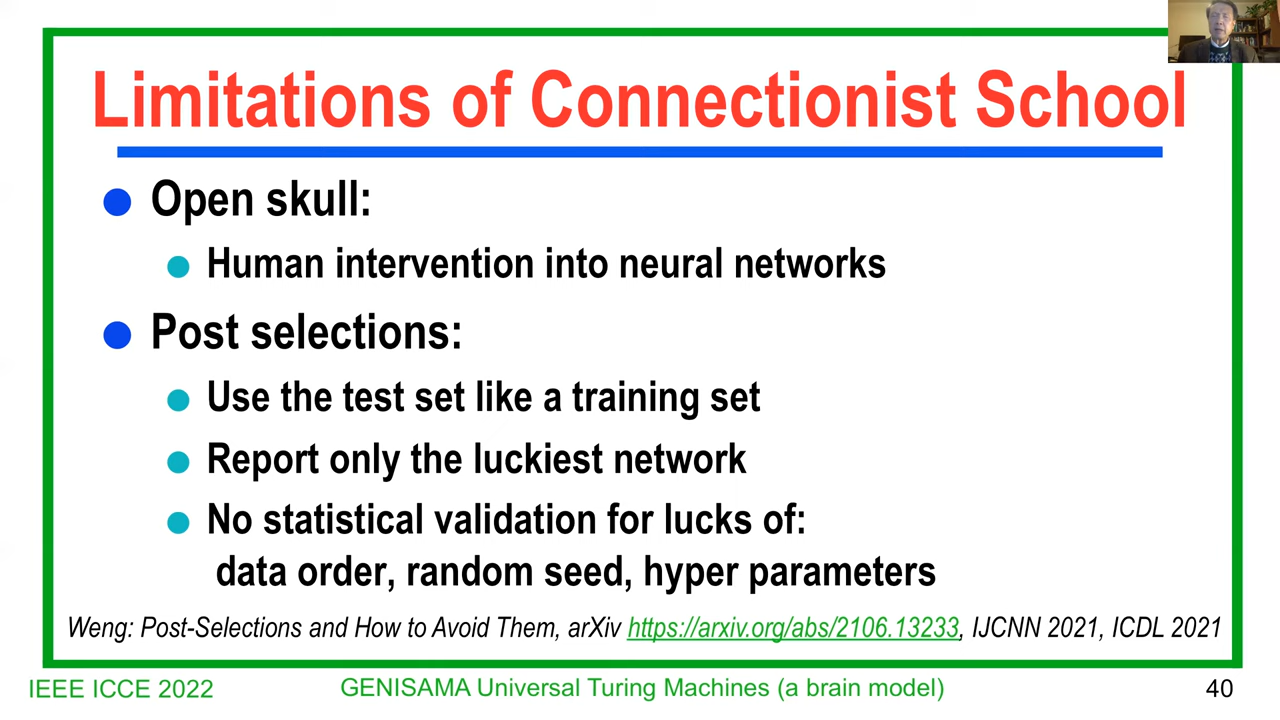 Limitations of Connectionist School
Open skull:
Human intervention into neural networks
Post selections:
Use the test set like a training set
Report only the luckiest network
No statistical validation for lucks of:
data order, random seed, hyper parameters
Weng: Post-Selections and How to Avoid Them, arXiv https://arxiv.org/abs/2106.13233, IJCNN 2021, ICDL 2021
IEEE ICCE 2022
GENISAMA Universal Turing Machines (a brain model)
40